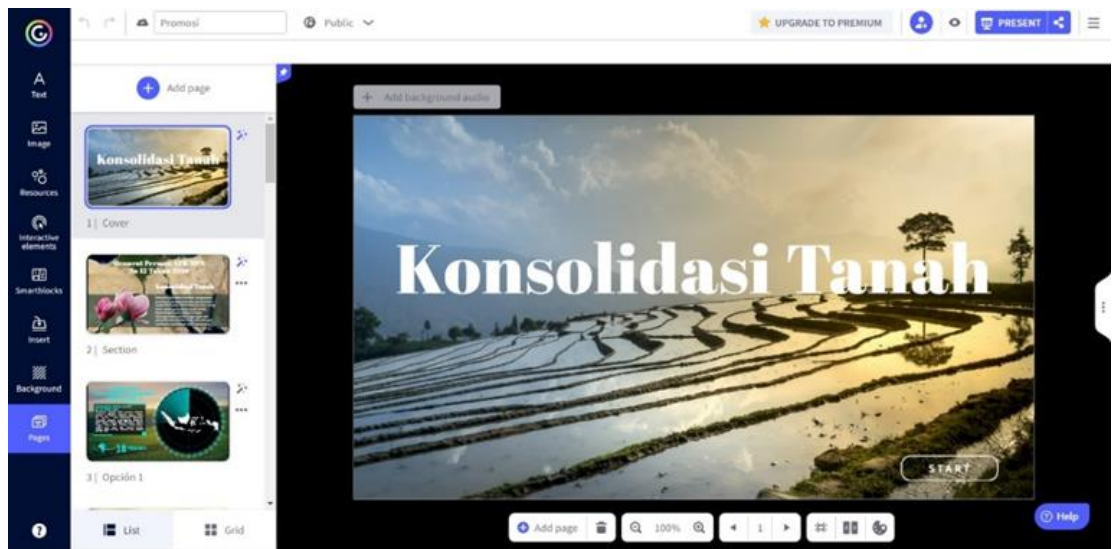 Promosi
Public
UPGRADE TO PREMIUM
PRESENT
Text
Image
Resources
Interactive
elements
Smartblocks
Insert
Background
Pages
Add page
Konsolidasi Tanah
1 | Cover
Konsolidasi Tanah
2 | Section
3 | Opción 1
List
Grid
Add background audio
Konsolidasi Tanah
START
Add page
100%
1
Help